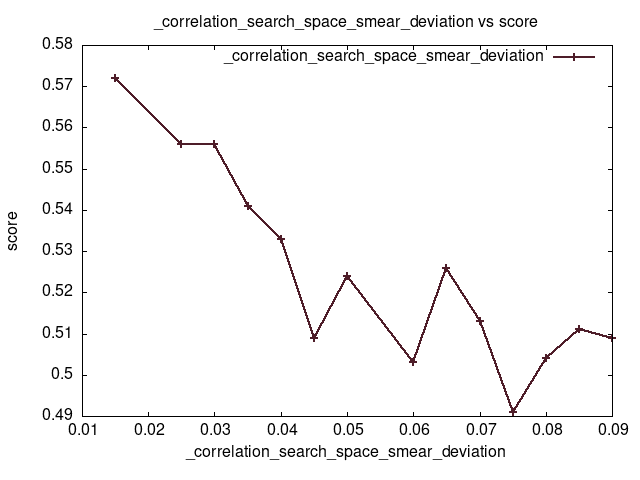 _correlation_search_space_smear_deviation vs score
_correlation_search_space_smear_deviation
0.58
0.57
0.56
0.55
0.54
0.53
0.52
0.51
0.5
0.49
score
0.01 0.02 0.03 0.04 0.05 0.06 0.07 0.08 0.09
_correlation_search_space_smear_deviation